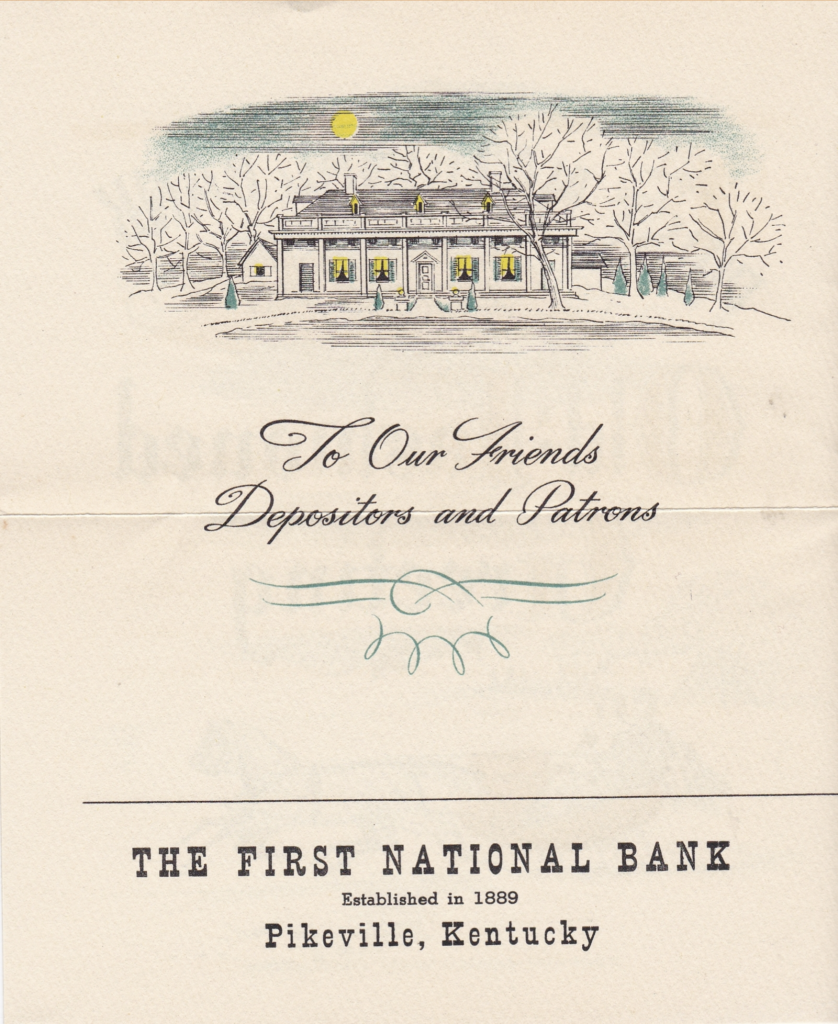 To Our Friends
Depositors and Patrons
THE FIRST NATIONAL BANK
Established in 1889
Pikeville, Kentucky